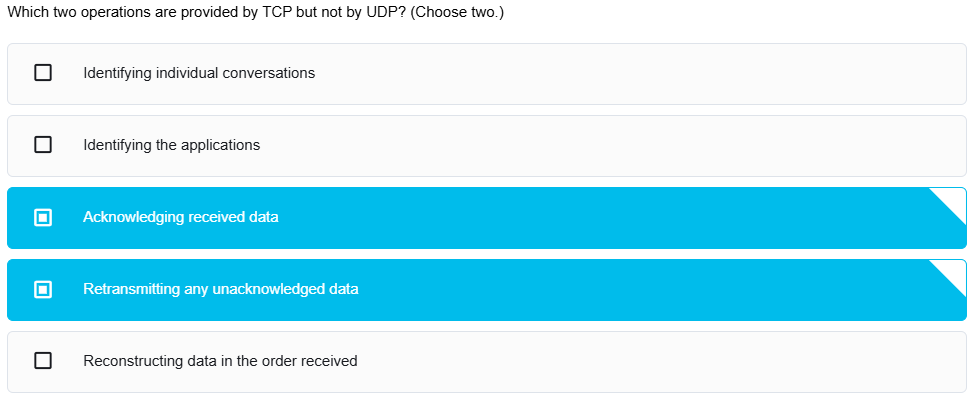 Which two operations are provided by TCP but not by UDP? (Choose two.)
Identifying individual conversations
Identifying the applications
Acknowledging received data
Retransmitting any unacknowledged data
Reconstructing data in the order received